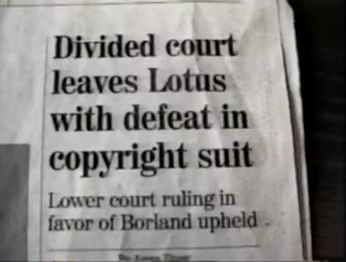 Divided court
leaves Lotus
with defeat in
copyright suit
Lower court ruling in
favor of Borland upheld .